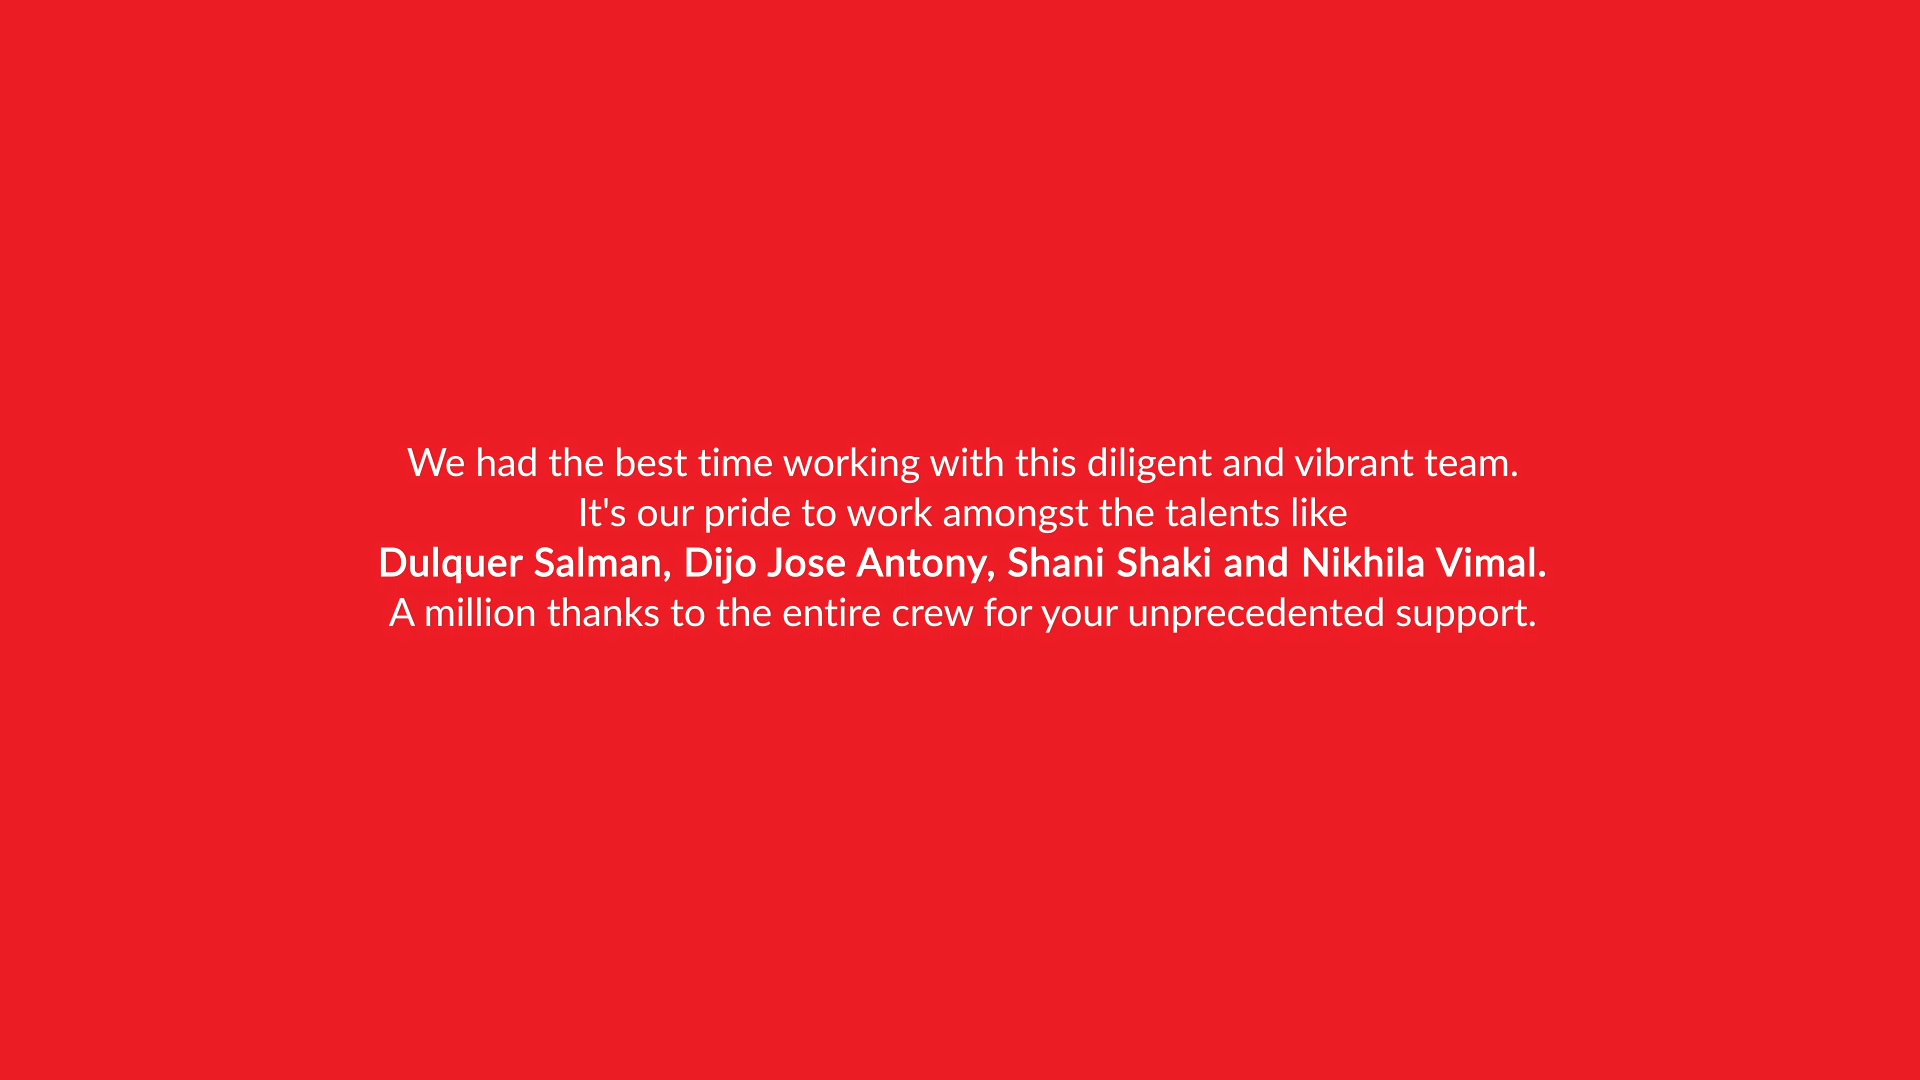 We had the best time working with this diligent and vibrant team.
It's our pride to work amongst the talents like
Dulquer Salman, Dijo Jose Antony, Shani Shaki and Nikhila Vimal.
A million thanks to the entire crew for your unprecedented support.